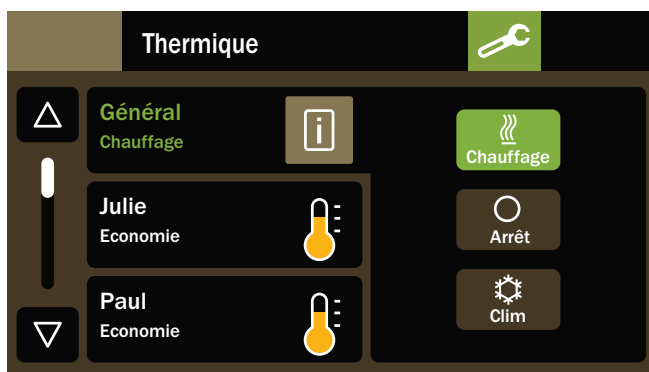 Thermique
Général
Chauffage
Julie
Economie
Paul
Economie
Chauffage
Arrêt
Clim